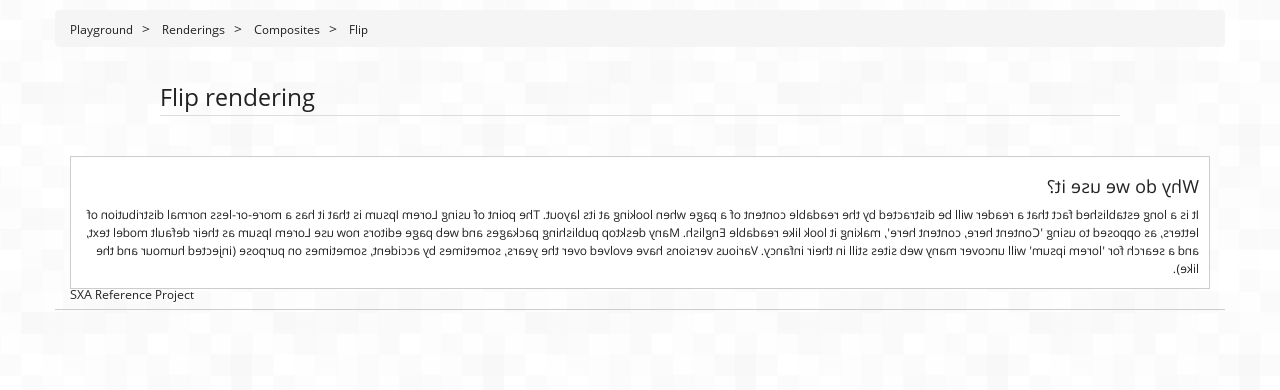 Playground > Renderings > Composites > Flip
Flip rendering
Why do we use it?
It is a long established fact that a reader will be distracted by the readable content of a page when looking at its layout. The point of using Lorem Ipsum is that it has a more-or-less normal distribution of
letters, as opposed to using 'Content here, content here', making it look like readable English. Many desktop publishing packages and web page editors now use Lorem Ipsum as their default model text,
and a search for 'lorem ipsum' will uncover many web sites still in their infancy. Various versions have evolved over the years, sometimes by accident, sometimes on purpose (injected humour and the
like).
SXA Reference Project